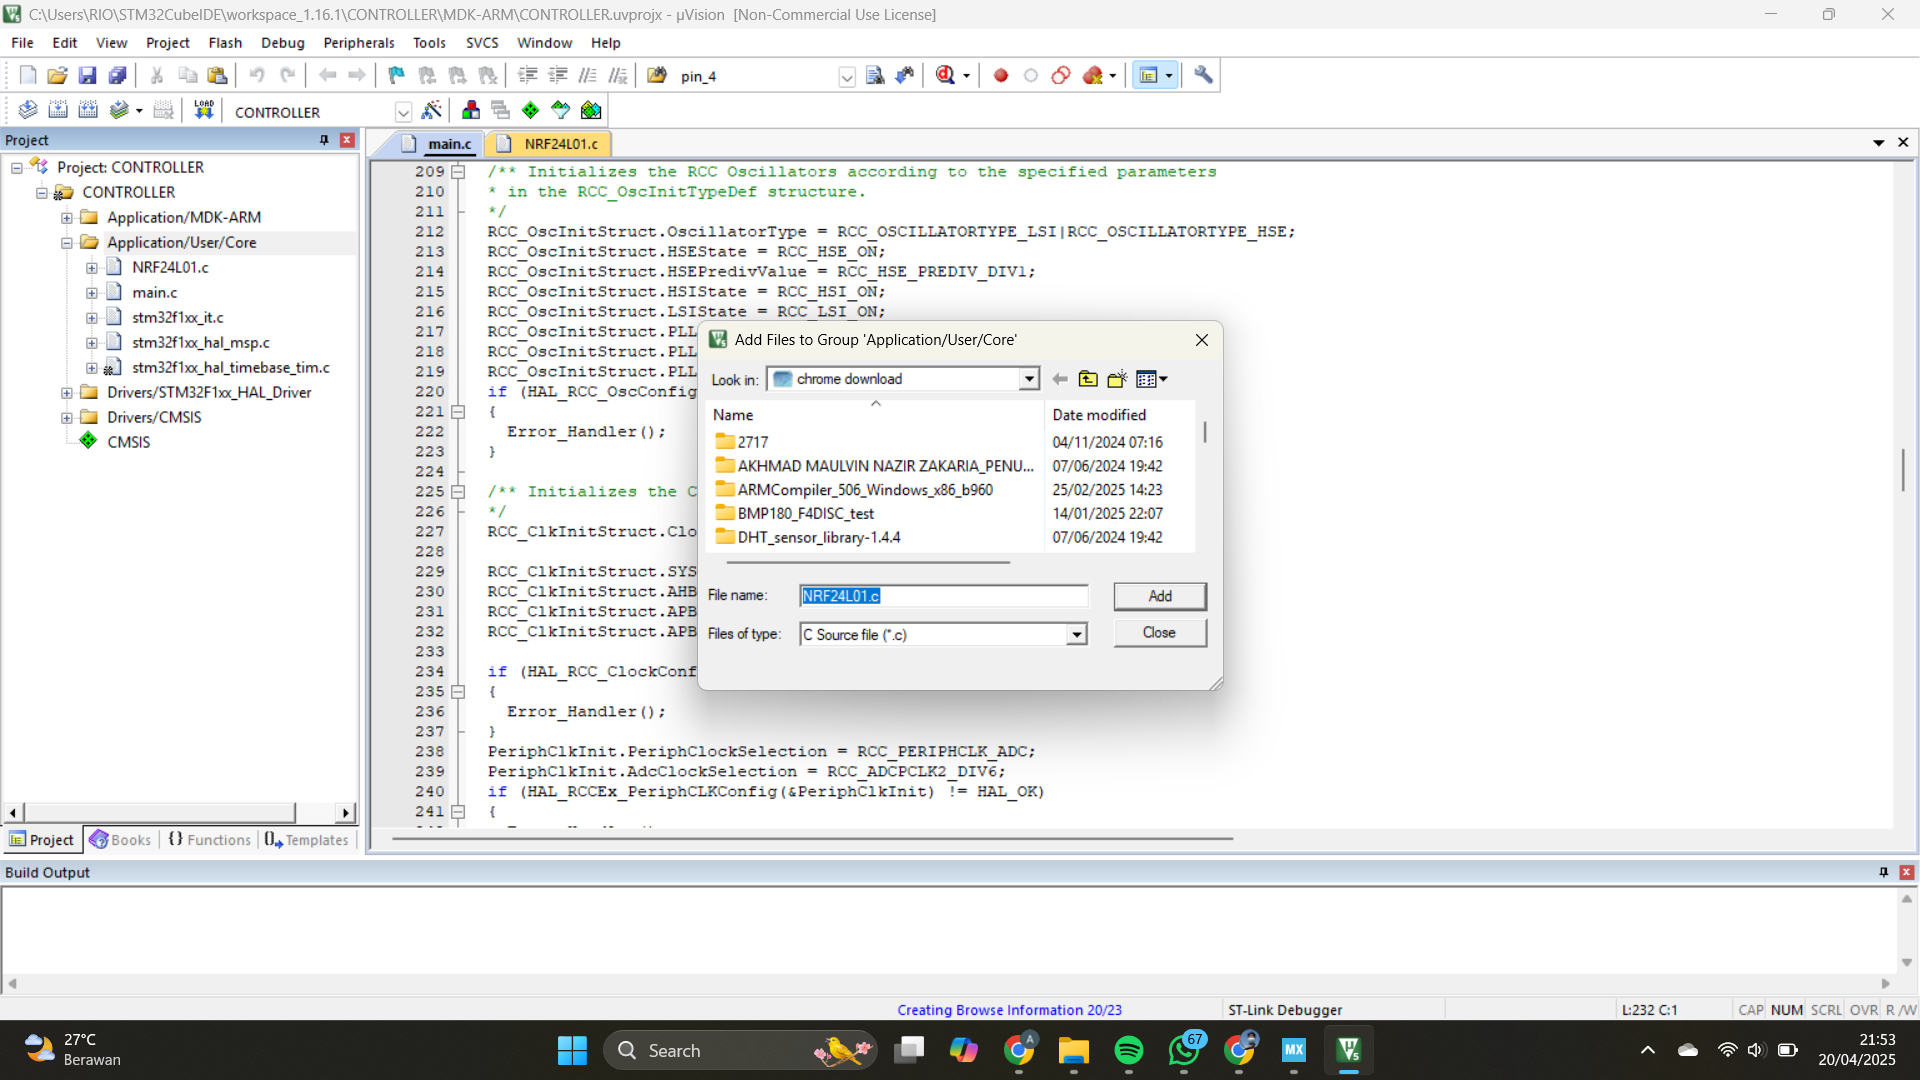 C:\Users\RIO\STM32CubeIDE\workspace_1.16.1\CONTROLLER\MDK-ARM\CONTROLLER.uvprojx - µVision [Non-Commercial Use License]
File Edit View Project Flash Debug Peripherals Tools SVCS Window Help
pin_4
LOAD CONTROLLER
Project
main.c NRF24L01.c
Project: CONTROLLER
CONTROLLER
Application/MDK-ARM
Application/User/Core
NRF24L01.c
main.c
stm32f1xx_it.c
stm32f1xx_hal_msp.c
stm32f1xx_hal_timebase_tim.c
Drivers/STM32F1xx_HAL_Driver
Drivers/CMSIS
CMSIS
Project Books {} Functions Templates
209 /** Initializes the RCC Oscillators according to the specified parameters
210 * in the RCC_OscInitTypeDef structure.
211 */
212 RCC_OscInitStruct.OscillatorType = RCC_OSCILLATORTYPE_LSI|RCC_OSCILLATORTYPE_HSE;
213 RCC_OscInitStruct.HSEState = RCC_HSE_ON;
214 RCC_OscInitStruct.HSEPredivValue = RCC_HSE_PREDIV_DIV1;
215 RCC_OscInitStruct.HSIState = RCC_HSI_ON;
216 RCC_OscInitStruct.LSIState = RCC_LSI_ON;
217 RCC_OscInitStruct.PLL
218 RCC_OscInitStruct.PLL
219 RCC_OscInitStruct.PLL
220 if (HAL_RCC_OscConfig
221 {
222 Error_Handler();
223 }
224
225 /** Initializes the C
226 */
227 RCC_ClkInitStruct.Clo
228
229 RCC_ClkInitStruct.SYS
230 RCC_ClkInitStruct.AHB
231 RCC_ClkInitStruct.APB
232 RCC_ClkInitStruct.APB
233
234 if (HAL_RCC_ClockConf
235 {
236 Error_Handler();
237 }
238 PeriphClkInit.PeriphClockSelection = RCC_PERIPHCLK_ADC;
239 PeriphClkInit.AdcClockSelection = RCC_ADCPCLK2_DIV6;
240 if (HAL_RCCEx_PeriphCLKConfig(&PeriphClkInit) != HAL_OK)
241 {
Add Files to Group 'Application/User/Core'
Look in: chrome download
Name Date modified
2717 04/11/2024 07:16
AKHMAD MAULVIN NAZIR ZAKARIA_PENU... 07/06/2024 19:42
ARMCompiler_506_Windows_x86_b960 25/02/2025 14:23
BMP180_F4DISC_test 14/01/2025 22:07
DHT_sensor_library-1.4.4 07/06/2024 19:42
File name: NRF24L01.c Add
Files of type: C Source file (*.c) Close
Build Output
Creating Browse Information 20/23 ST-Link Debugger L:232 C:1 CAP NUM SCRL OVR R/W
27°C
Berawan
Search
67
A
MX
21:53
20/04/2025